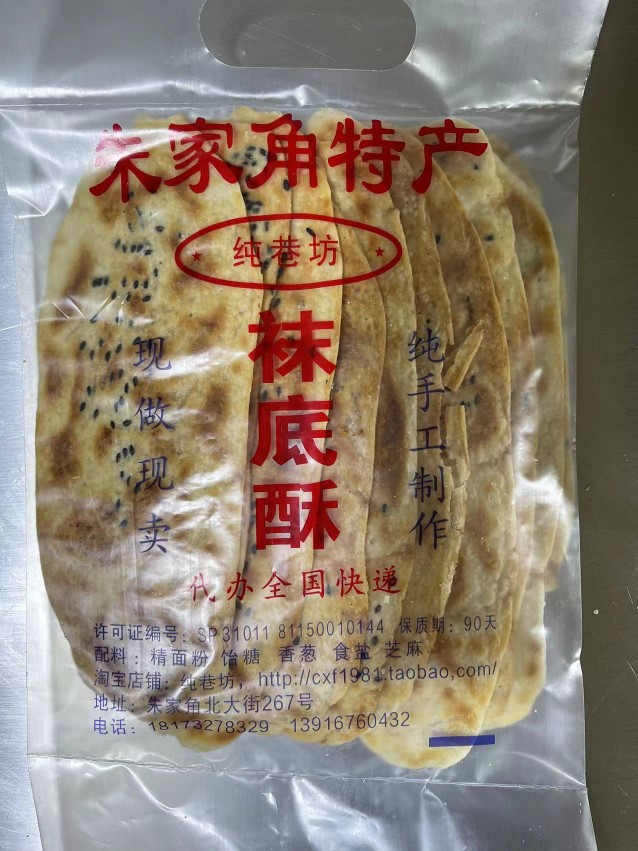 朱家角特产
纯巷坊
袜底酥
现做现卖
纯手工制作
代办全国快递
许可证编号: SP31011 81150010144 保质期: 90天
配料: 精面粉 饴糖 香葱 食盐 芝麻
淘宝店铺: 纯巷坊, http://cxf1981.taobao.com/
地址: 朱家角北大街267号
电话: 18173278329 13916760432